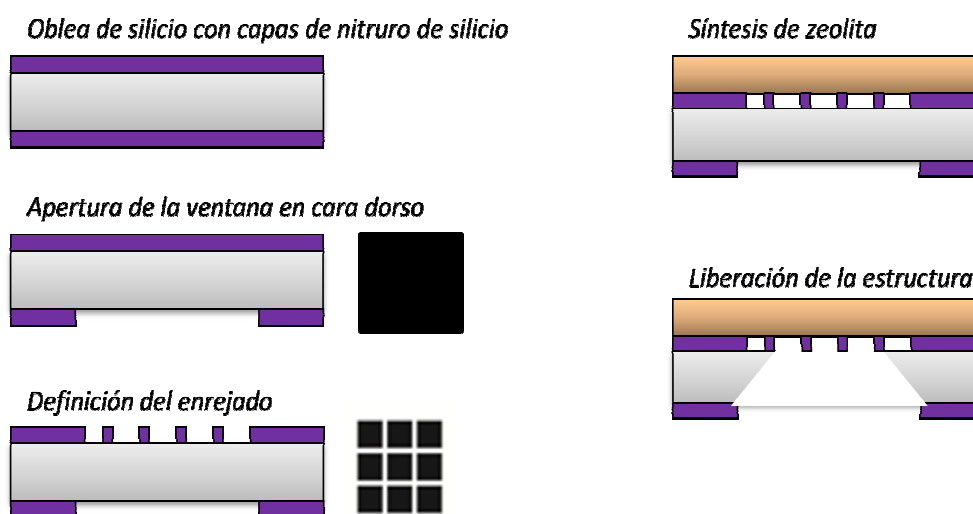 Oblea de silicio con capas de nitruro de silicio
Apertura de la ventana en cara dorso
Definición del enrejado
Síntesis de zeolita
Liberación de la estructura